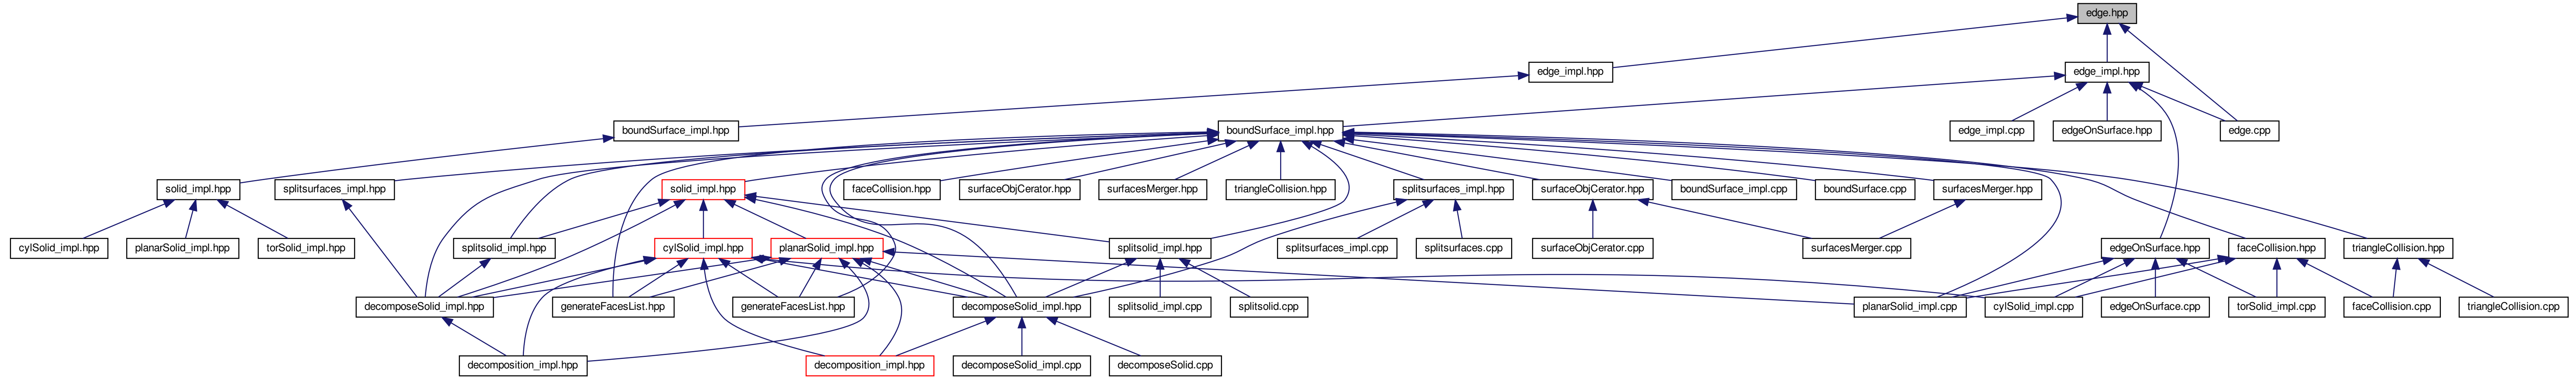 edge.hpp
edge_impl.hpp
edge_impl.hpp
boundSurface_impl.hpp
boundSurface_impl.hpp
edge_impl.cpp
edgeOnSurface.hpp
edge.cpp
solid_impl.hpp
splitsurfaces_impl.hpp
solid_impl.hpp
faceCollision.hpp
surfaceObjCerator.hpp
surfacesMerger.hpp
triangleCollision.hpp
splitsurfaces_impl.hpp
surfaceObjCerator.hpp
boundSurface_impl.cpp
boundSurface.cpp
surfacesMerger.hpp
cylSolid_impl.hpp
planarSolid_impl.hpp
torSolid_impl.hpp
splitsolid_impl.hpp
cylSolid_impl.hpp
planarSolid_impl.hpp
splitsolid_impl.hpp
splitsurfaces_impl.cpp
splitsurfaces.cpp
surfaceObjCerator.cpp
surfacesMerger.cpp
edgeOnSurface.hpp
faceCollision.hpp
triangleCollision.hpp
decomposeSolid_impl.hpp
generateFacesList.hpp
generateFacesList.hpp
decomposeSolid_impl.hpp
splitsolid_impl.cpp
splitsolid.cpp
planarSolid_impl.cpp
cylSolid_impl.cpp
edgeOnSurface.cpp
torSolid_impl.cpp
faceCollision.cpp
triangleCollision.cpp
decomposition_impl.hpp
decomposition_impl.hpp
decomposeSolid_impl.cpp
decomposeSolid.cpp